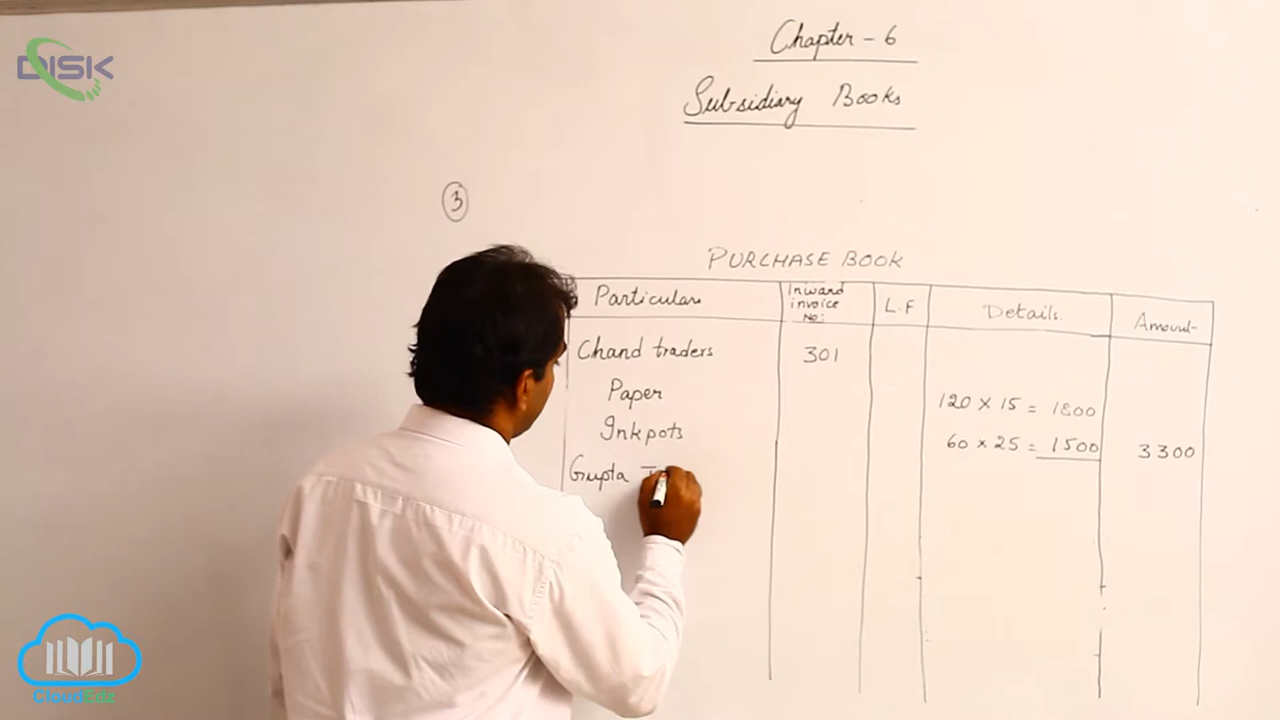 DISK
Chapter - 6
Subsidiary Books
3
PURCHASE BOOK
Particulars Inward invoice No: L.F Details. Amount
Chand traders 301
Paper 120 x 15 = 1800
Inkpots 60 x 25 = 1500 3300
Gupta
CloudEdz